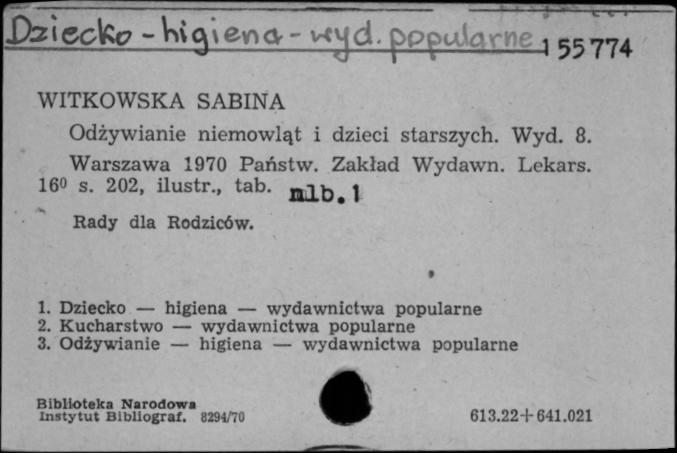 Dziecko - higiena - wyd. popularne 155774
WITKOWSKA SABINA
Odżywianie niemowląt i dzieci starszych. Wyd. 8.
Warszawa 1970 Państw. Zakład Wydawn. Lekars.
16⁰ s. 202, ilustr., tab. nlb. 1
Rady dla Rodziców.
1. Dziecko — higiena — wydawnictwa popularne
2. Kucharstwo — wydawnictwa popularne
3. Odżywianie — higiena — wydawnictwa popularne
Biblioteka Narodowa
Instytut Bibliograf. 8294/70 613.22+641.021